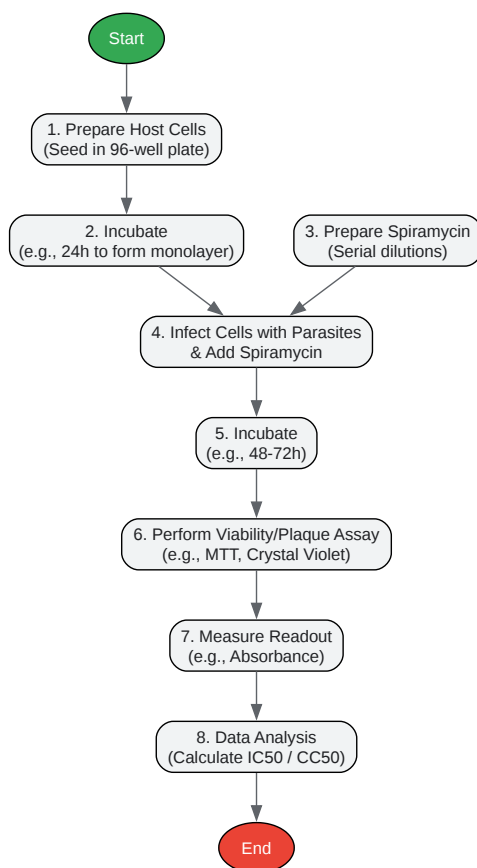 Start
1. Prepare Host Cells
(Seed in 96-well plate)
2. Incubate
(e.g., 24h to form monolayer)
3. Prepare Spiramycin
(Serial dilutions)
4. Infect Cells with Parasites
& Add Spiramycin
5. Incubate
(e.g., 48-72h)
6. Perform Viability/Plaque Assay
(e.g., MTT, Crystal Violet)
7. Measure Readout
(e.g., Absorbance)
8. Data Analysis
(Calculate IC50 / CC50)
End